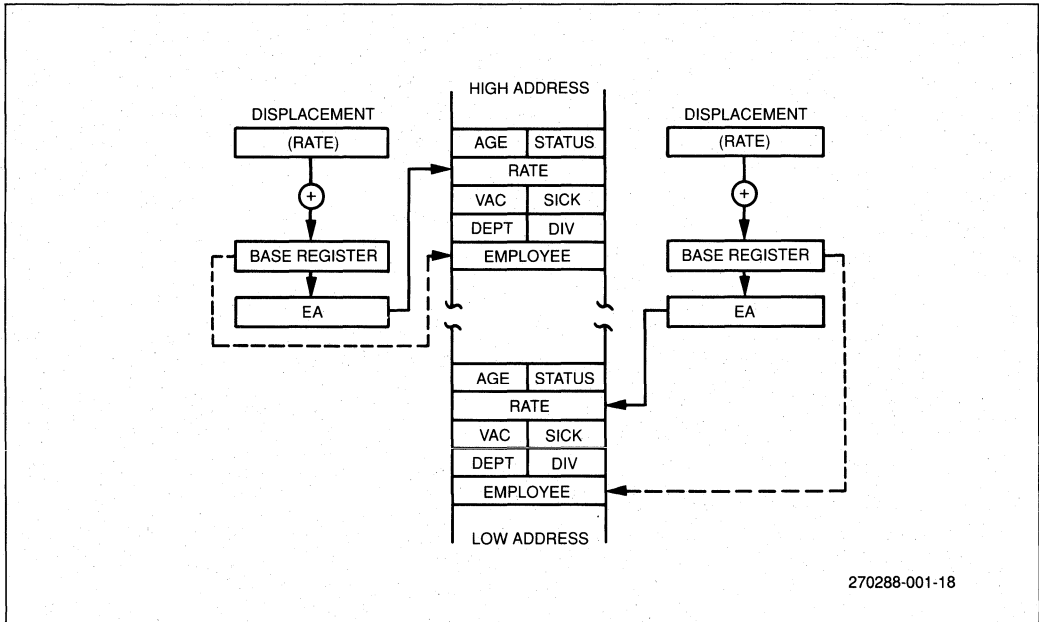 HIGH ADDRESS
DISPLACEMENT
(RATE)
+
BASE REGISTER
EA
AGE STATUS
RATE
VAC SICK
DEPT DIV
EMPLOYEE
DISPLACEMENT
(RATE)
+
BASE REGISTER
EA
AGE STATUS
RATE
VAC SICK
DEPT DIV
EMPLOYEE
LOW ADDRESS
270288-001-18